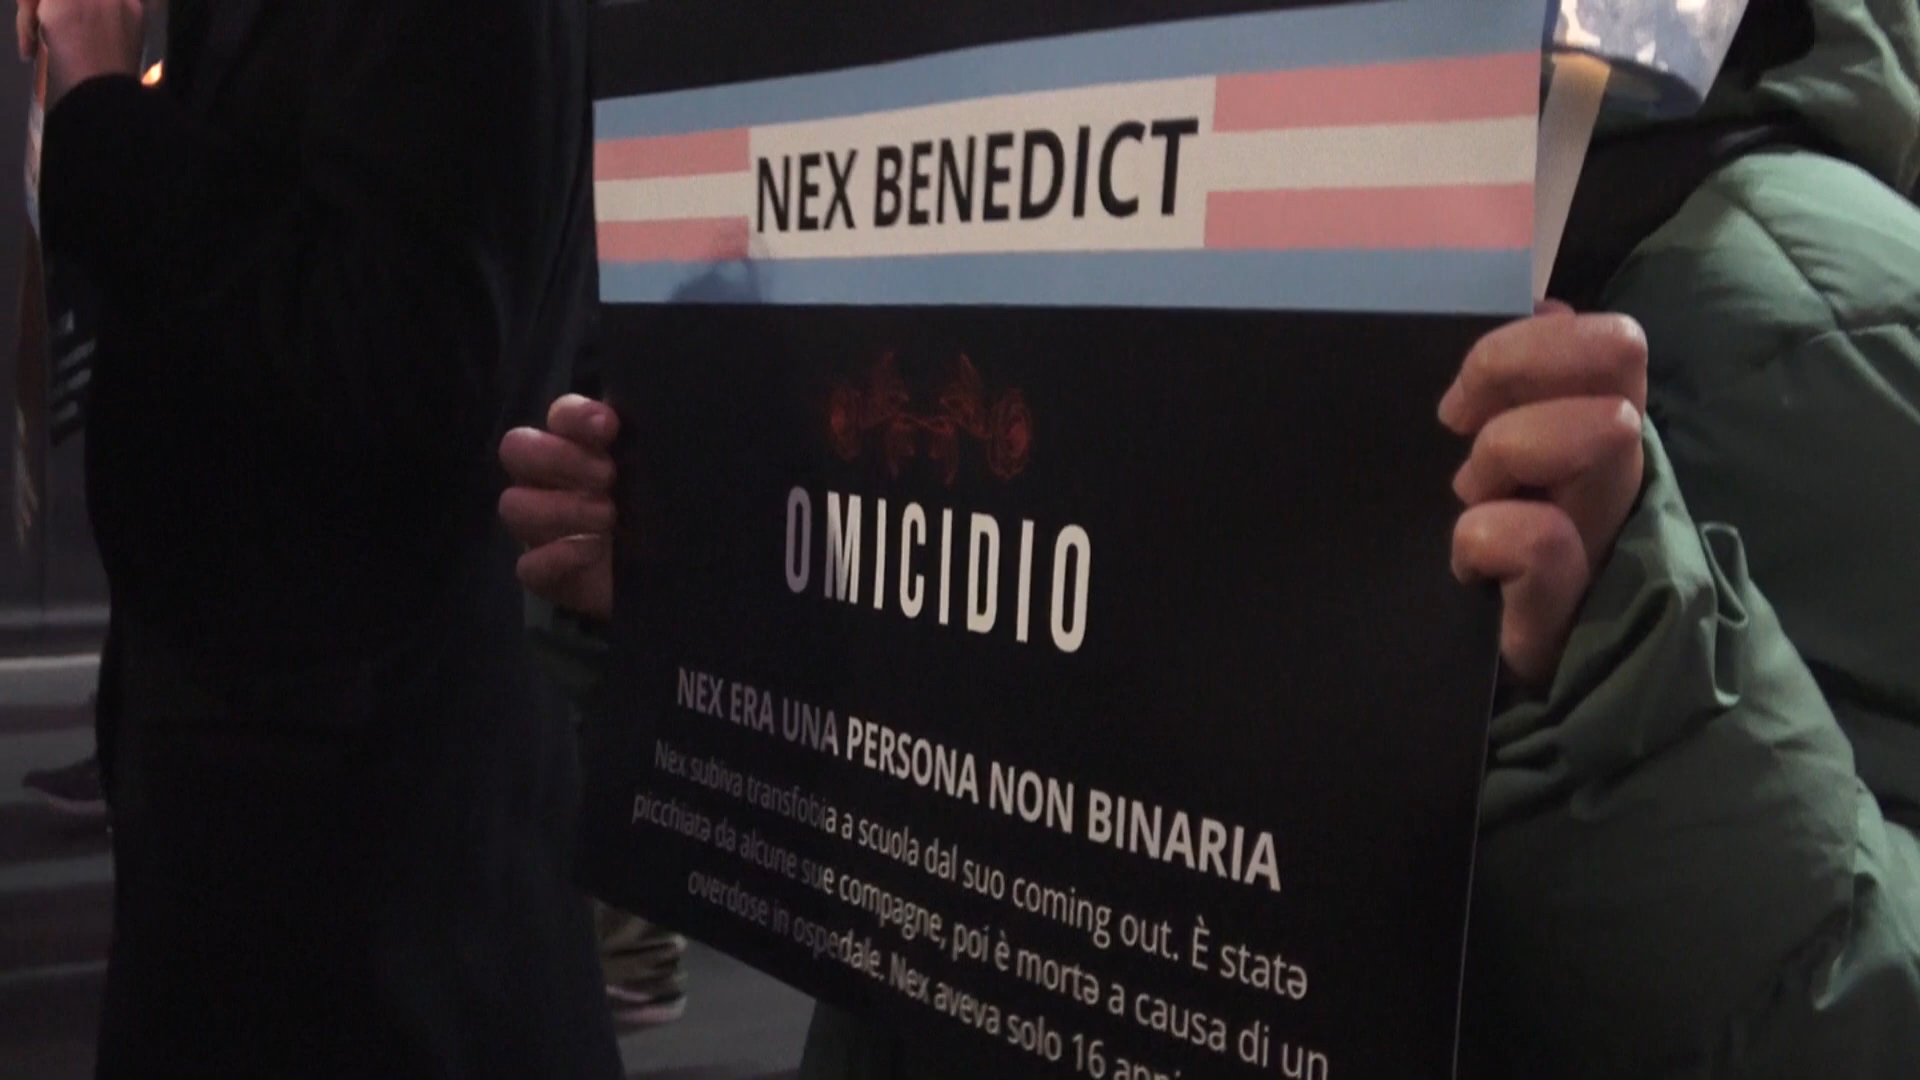 NEX BENEDICT
OMICIDIO
NEX ERA UNA PERSONA NON BINARIA
Nex subiva transfobia a scuola dal suo coming out. È statə
picchiatə da alcune sue compagne, poi è mortə a causa di un
overdose in ospedale. Nex aveva solo 16 anni